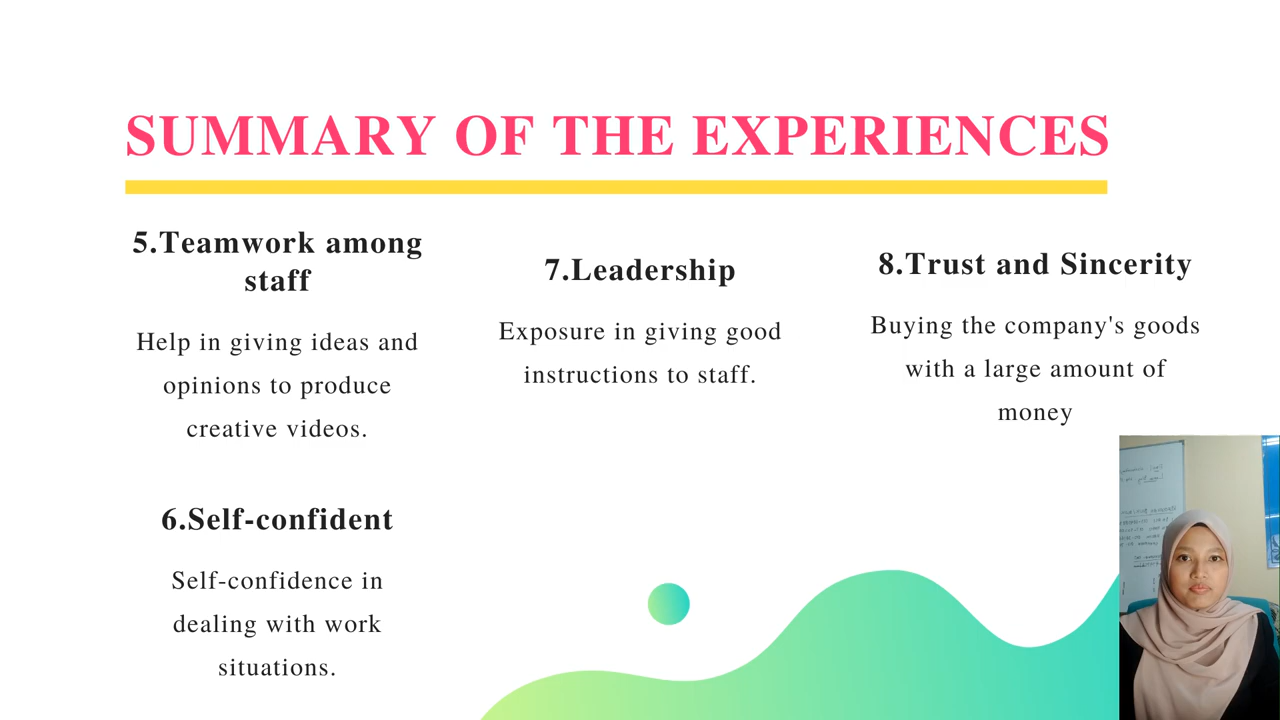 SUMMARY OF THE EXPERIENCES
5.Teamwork among
staff
Help in giving ideas and
opinions to produce
creative videos.
6.Self-confident
Self-confidence in
dealing with work
situations.
7.Leadership
Exposure in giving good
instructions to staff.
8.Trust and Sincerity
Buying the company's goods
with a large amount of
money